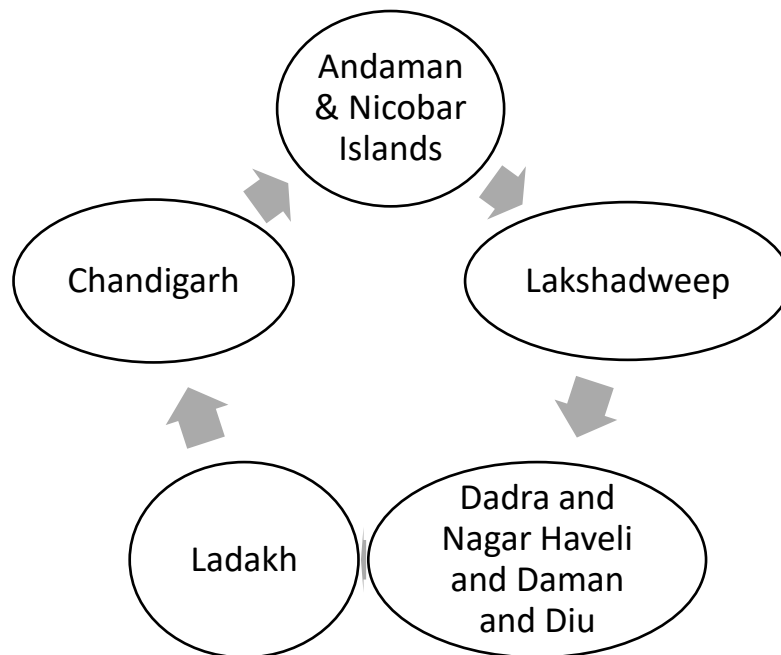 Andaman
& Nicobar
Islands
Chandigarh
Lakshadweep
Ladakh
Dadra and
Nagar Haveli
and Daman
and Diu